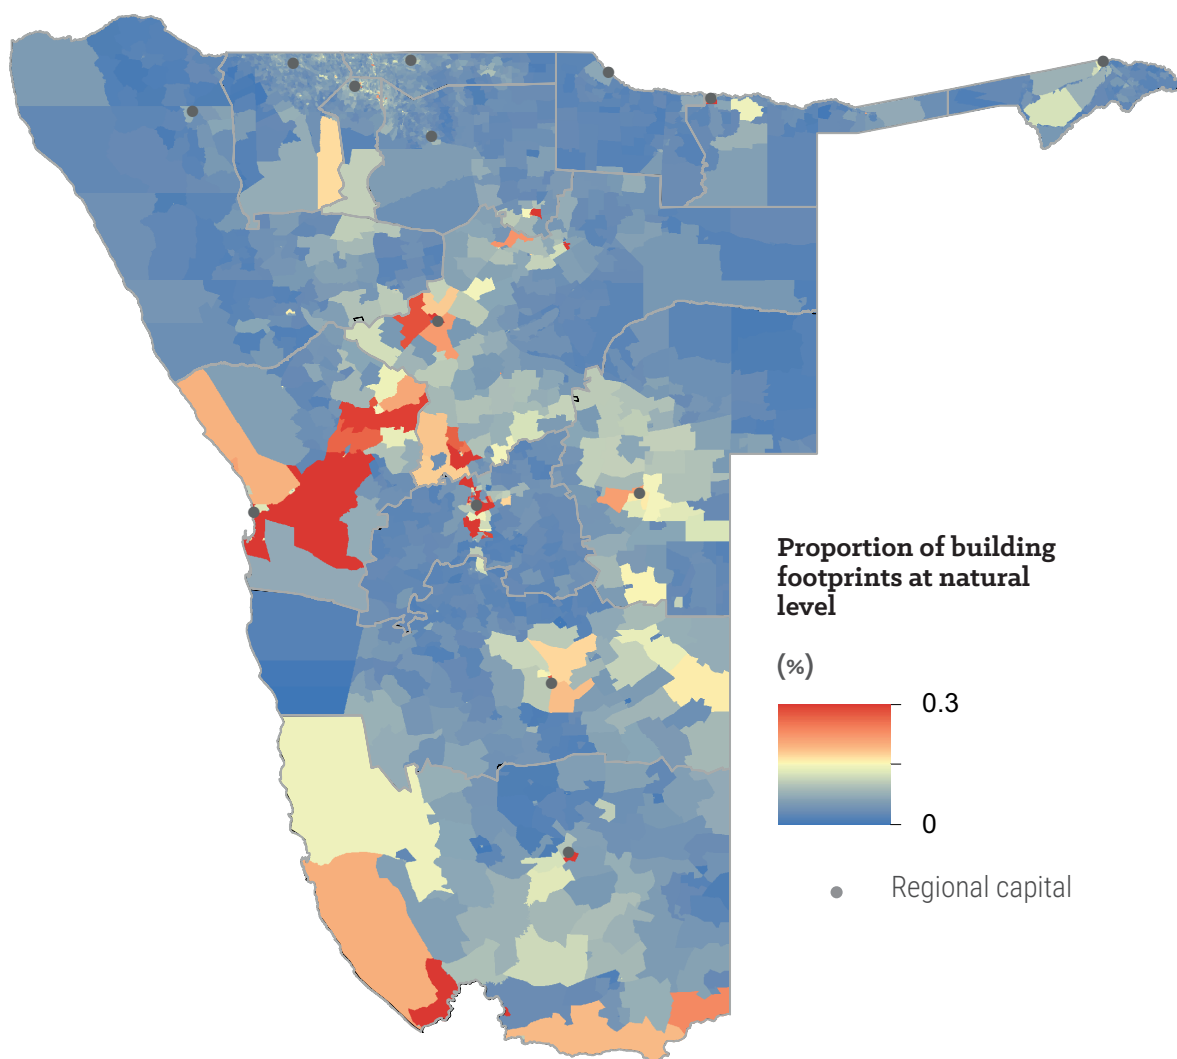 Proportion of building
footprints at natural
level
(%)
0.3
0
Regional capital